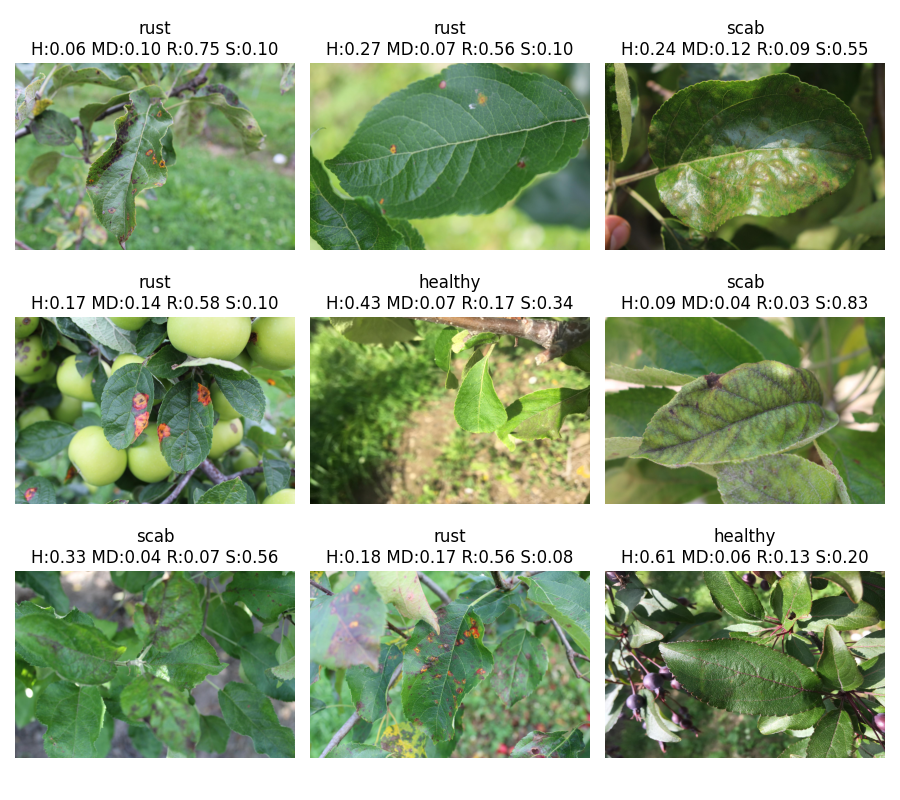 rust
H:0.06 MD:0.10 R:0.75 S:0.10
rust
H:0.27 MD:0.07 R:0.56 S:0.10
scab
H:0.24 MD:0.12 R:0.09 S:0.55
rust
H:0.17 MD:0.14 R:0.58 S:0.10
healthy
H:0.43 MD:0.07 R:0.17 S:0.34
scab
H:0.09 MD:0.04 R:0.03 S:0.83
scab
H:0.33 MD:0.04 R:0.07 S:0.56
rust
H:0.18 MD:0.17 R:0.56 S:0.08
healthy
H:0.61 MD:0.06 R:0.13 S:0.20